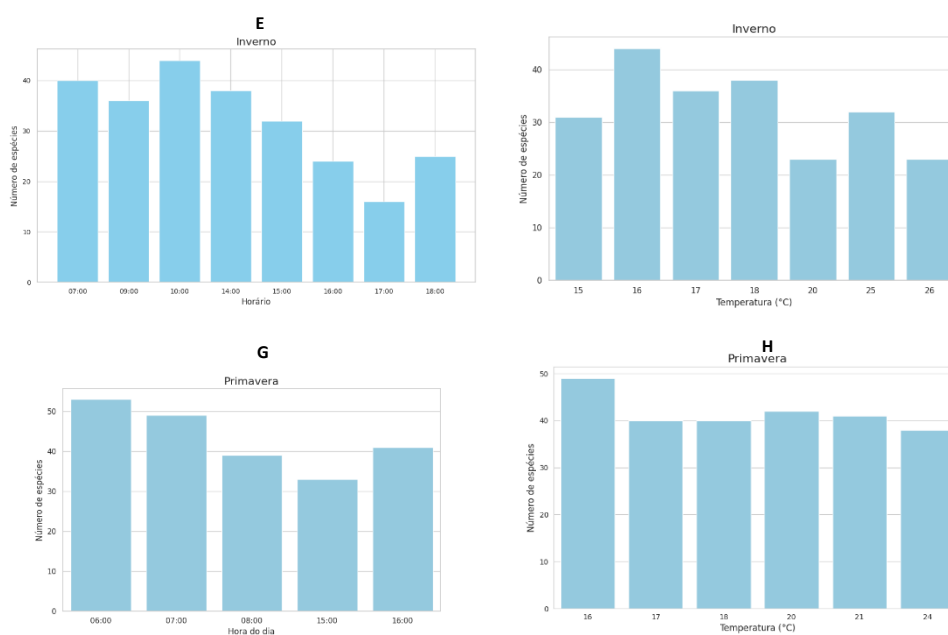 E
Inverno
Número de espécies
40
30
20
10
0
07:00 09:00 10:00 14:00 15:00 16:00 17:00 18:00
Horário
Inverno
Número de espécies
40
30
20
10
0
15 16 17 18 20 25 26
Temperatura (°C)
G
Primavera
Número de espécies
50
40
30
20
10
0
06:00 07:00 08:00 15:00 16:00
Hora do día
H
Primavera
Número de espécies
50
40
30
20
10
0
16 17 18 20 21 24
Temperatura (°C)